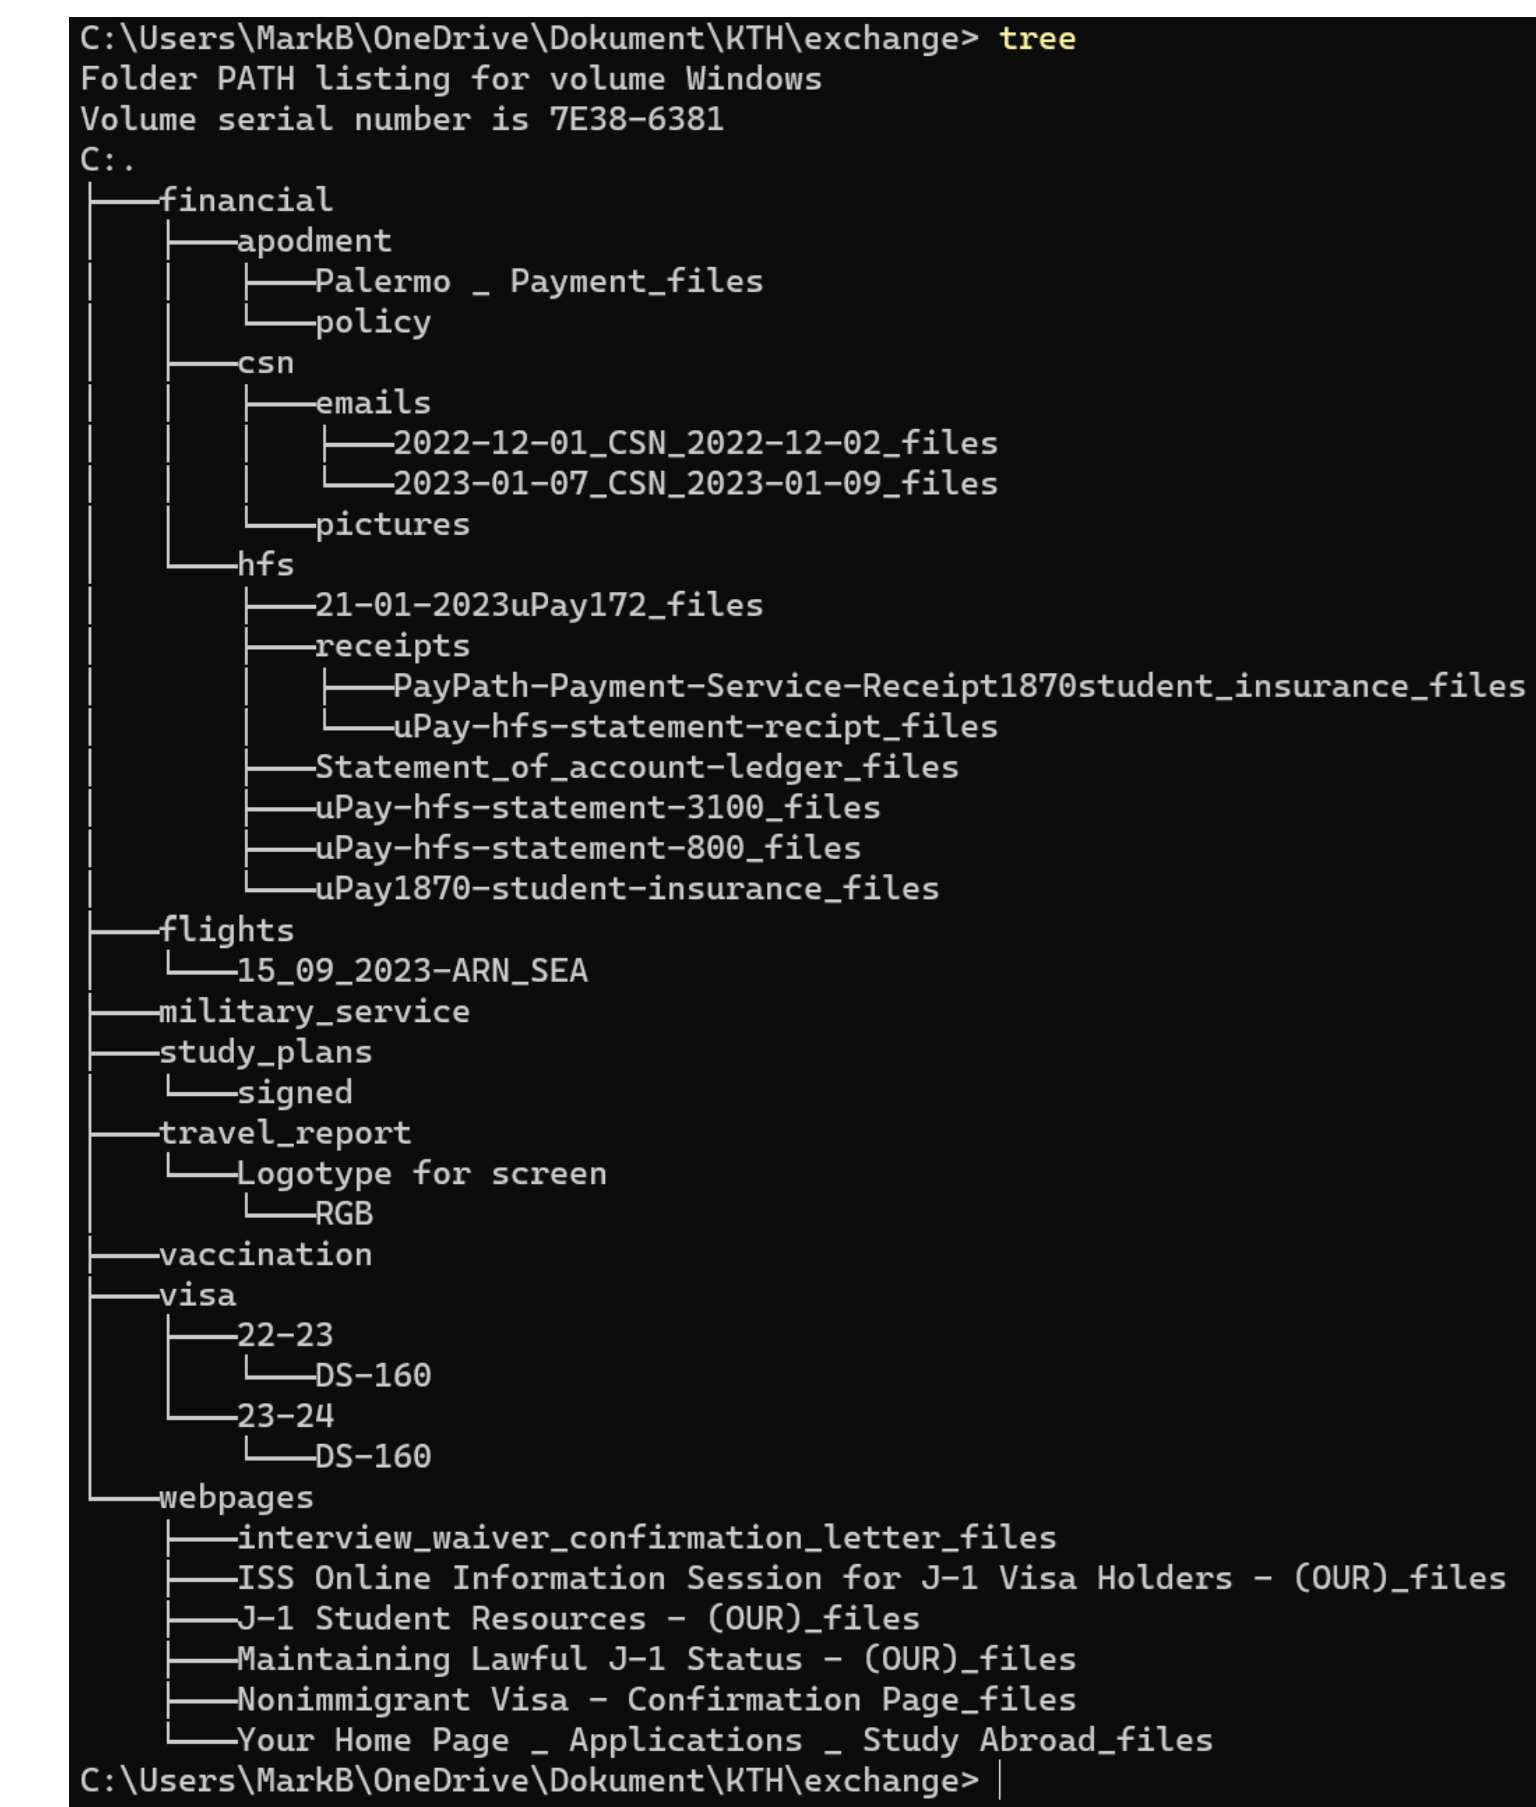 C:\Users\MarkB\OneDrive\Dokument\KTH\exchange> tree
Folder PATH listing for volume Windows
Volume serial number is 7E38-6381
C:.
├───financial
│   ├───apodment
│   │   ├───Palermo _ Payment_files
│   │   └───policy
│   ├───csn
│   │   ├───emails
│   │   │   ├───2022-12-01_CSN_2022-12-02_files
│   │   │   └───2023-01-07_CSN_2023-01-09_files
│   │   └───pictures
│   └───hfs
│       ├───21-01-2023uPay172_files
│       ├───receipts
│       │   ├───PayPath-Payment-Service-Receipt1870student_insurance_files
│       │   └───uPay-hfs-statement-recipt_files
│       ├───Statement_of_account-ledger_files
│       ├───uPay-hfs-statement-3100_files
│       ├───uPay-hfs-statement-800_files
│       └───uPay1870-student-insurance_files
├───flights
│   └───15_09_2023-ARN_SEA
├───military_service
├───study_plans
│   └───signed
├───travel_report
│   └───Logotype for screen
│       └───RGB
├───vaccination
├───visa
│   ├───22-23
│   │   └───DS-160
│   └───23-24
│       └───DS-160
└───webpages
    ├───interview_waiver_confirmation_letter_files
    ├───ISS Online Information Session for J-1 Visa Holders - (OUR)_files
    ├───J-1 Student Resources - (OUR)_files
    ├───Maintaining Lawful J-1 Status - (OUR)_files
    ├───Nonimmigrant Visa - Confirmation Page_files
    └───Your Home Page _ Applications _ Study Abroad_files
C:\Users\MarkB\OneDrive\Dokument\KTH\exchange>